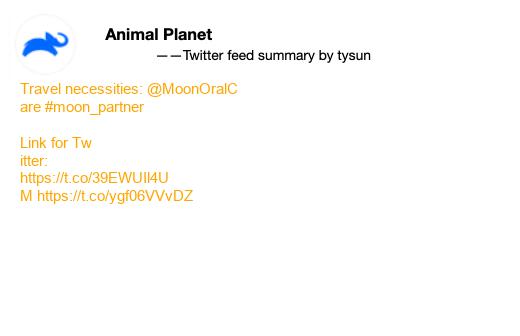 Animal Planet
——Twitter feed summary by tysun
Travel necessities: @MoonOralC
are #moon_partner
Link for Tw
itter:
https://t.co/39EWUIl4U
M https://t.co/ygf06VVvDZ